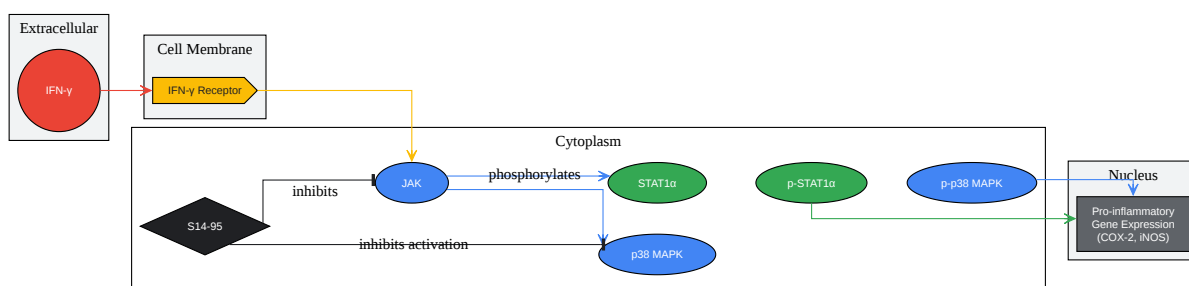 Extracellular
IFN-γ
Cell Membrane
IFN-γ Receptor
Cytoplasm
JAK
phosphorylates
STAT1α
p-STAT1α
p-p38 MAPK
inhibits
S14-95
inhibits activation
p38 MAPK
Nucleus
Pro-inflammatory
Gene Expression
(COX-2, iNOS)